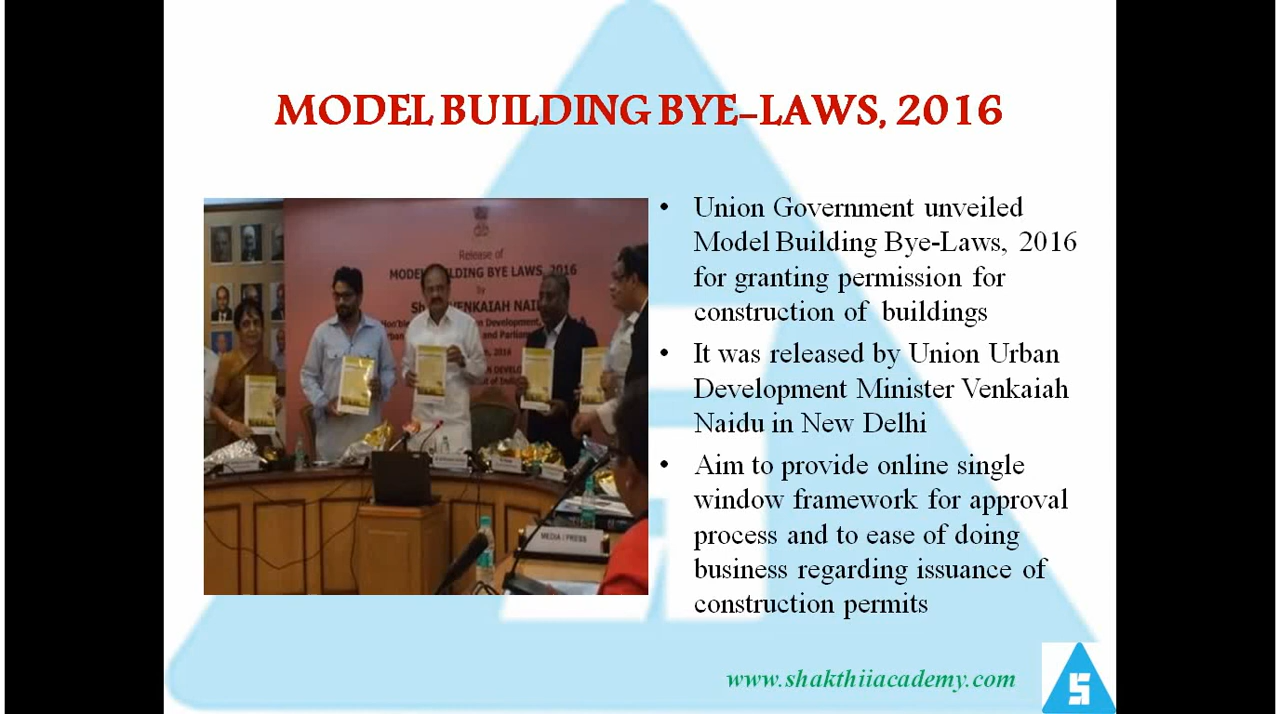 MODEL BUILDING BYE-LAWS, 2016
Release of
MODEL BUILDING BYE LAWS, 2016
by
VENKAIAH
MEDIA / PRESS
• Union Government unveiled
Model Building Bye-Laws, 2016
for granting permission for
construction of buildings
• It was released by Union Urban
Development Minister Venkaiah
Naidu in New Delhi
• Aim to provide online single
window framework for approval
process and to ease of doing
business regarding issuance of
construction permits
www.shakthiiacademy.com
S